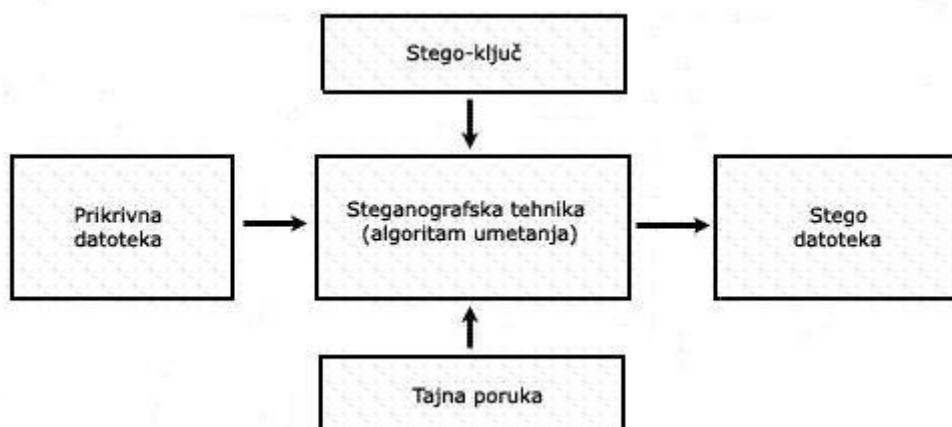 Stego-ključ
Prikrivna
datoteka
Steganografska tehnika
(algoritam umetanja)
Stego
datoteka
Tajna poruka